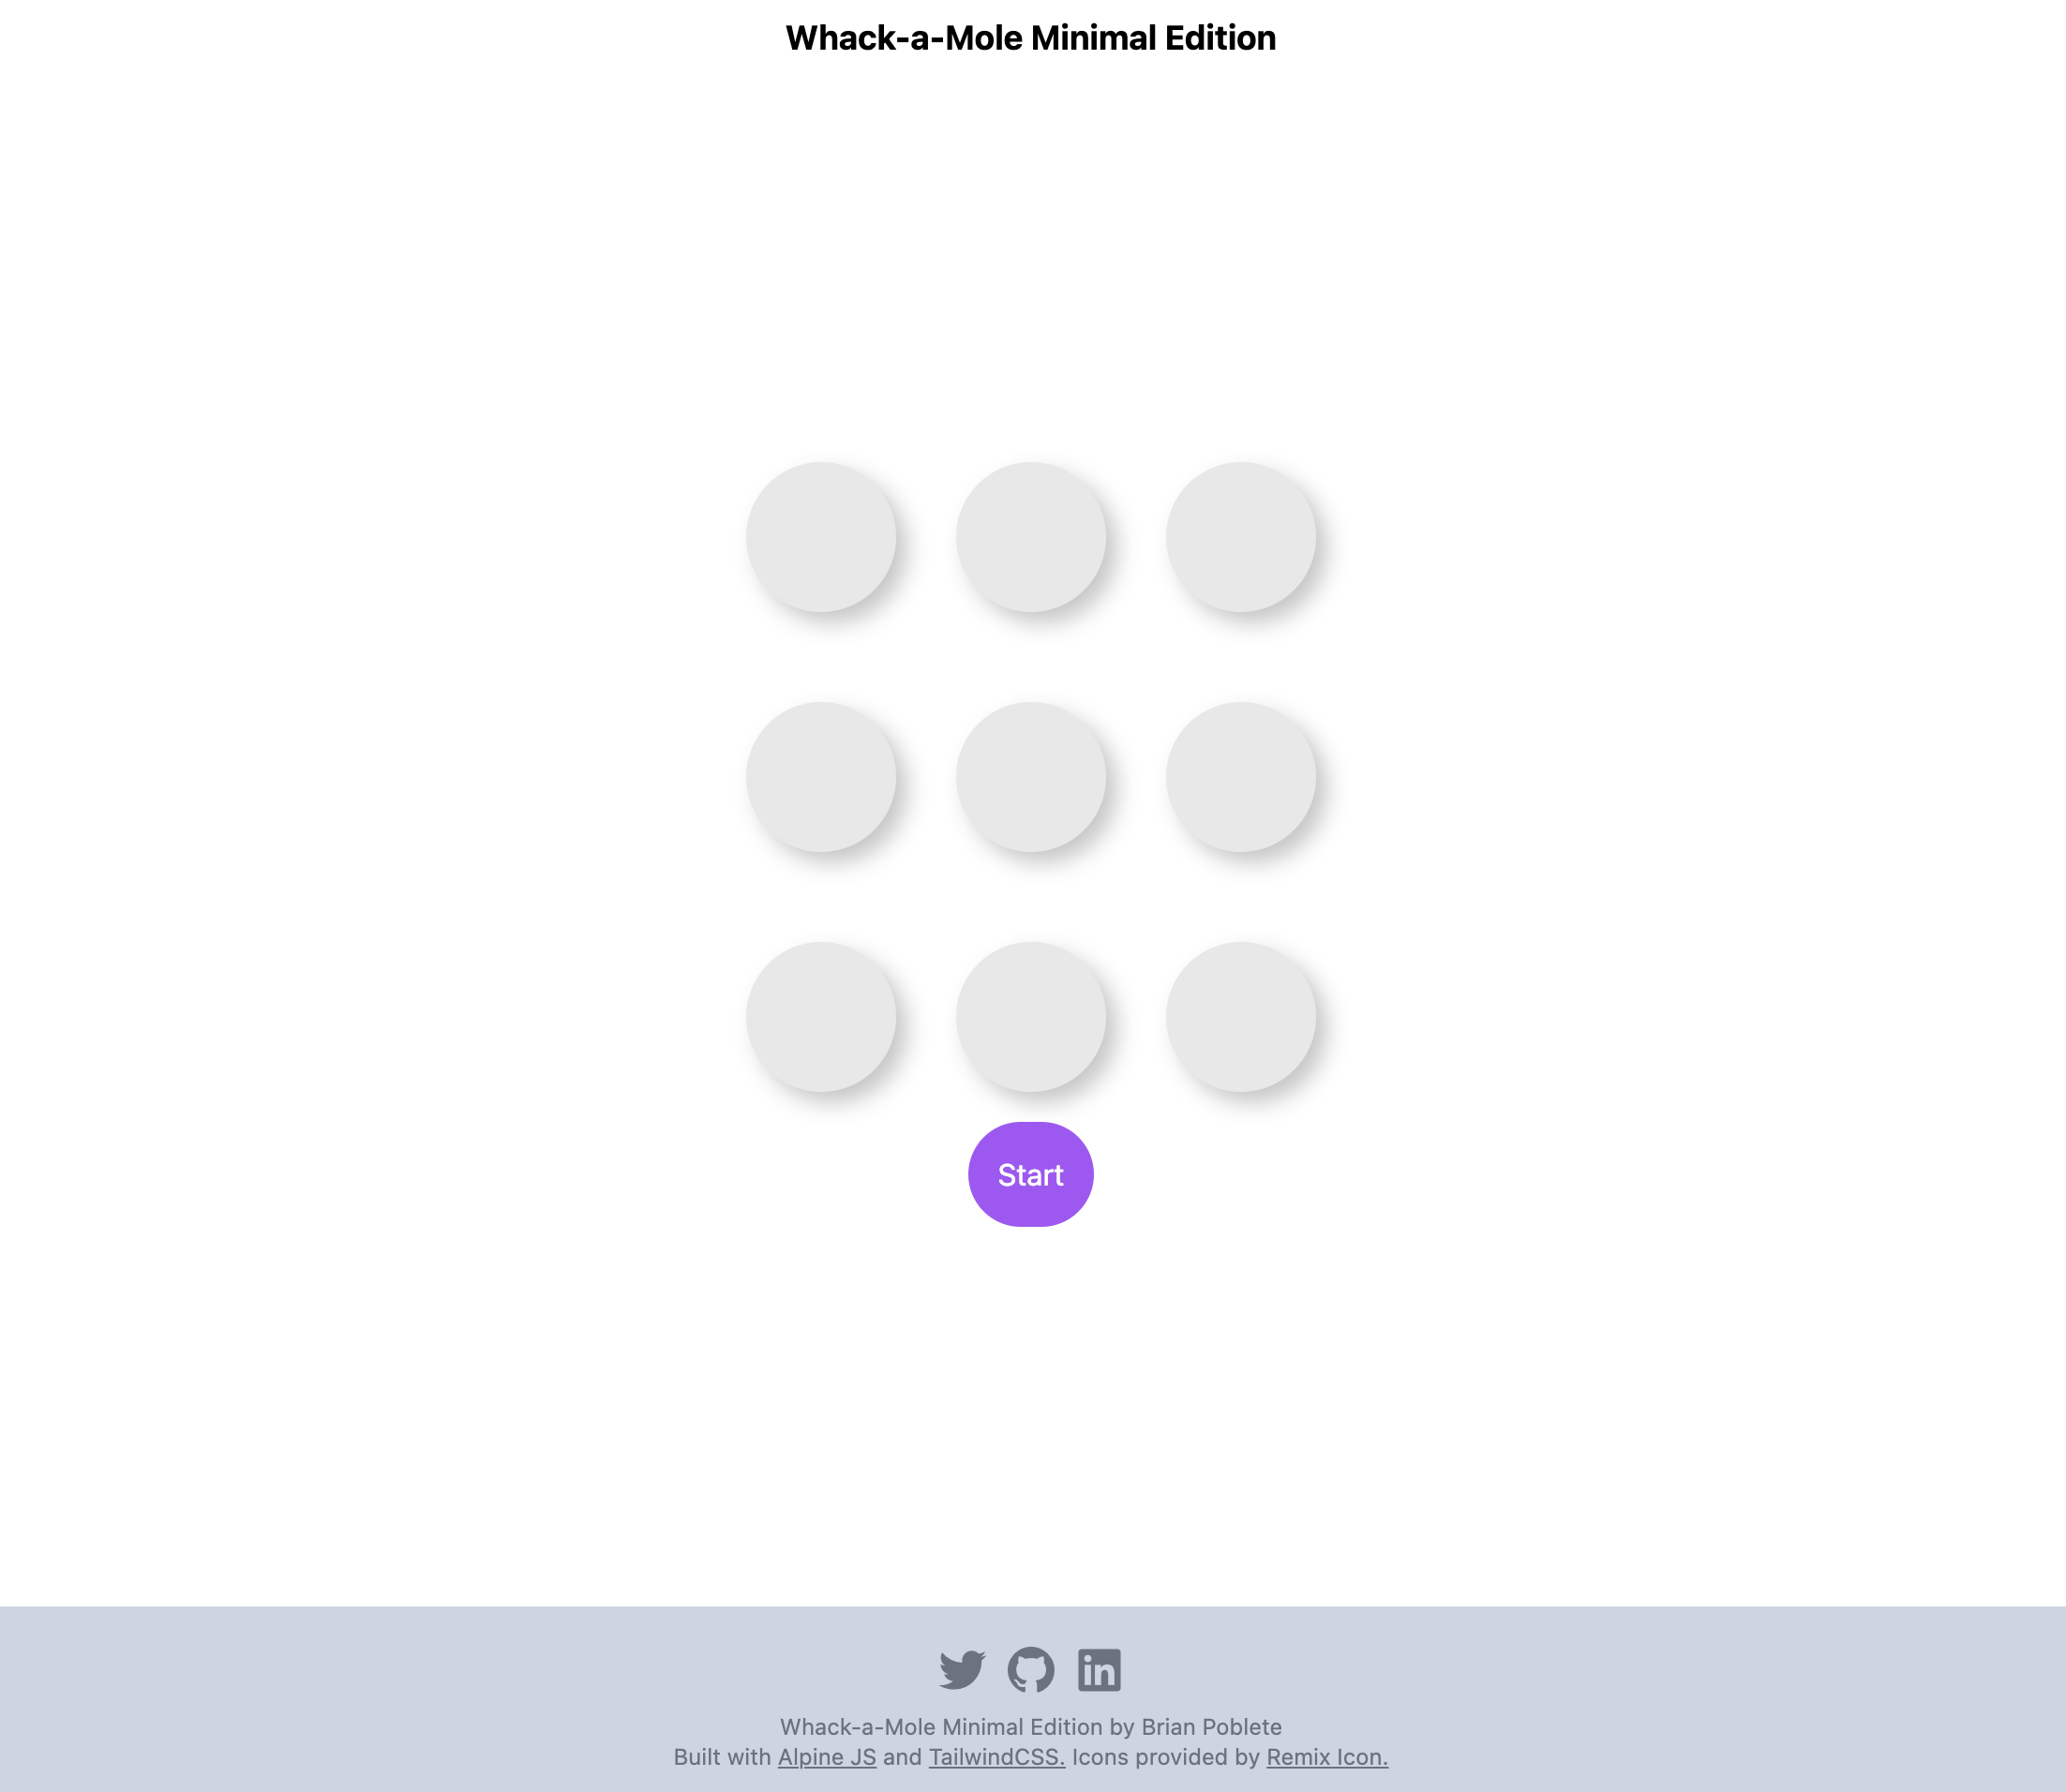 Whack-a-Mole Minimal Edition
Start
Whack-a-Mole Minimal Edition by Brian Poblete
Built with Alpine JS and TailwindCSS. Icons provided by Remix Icon.